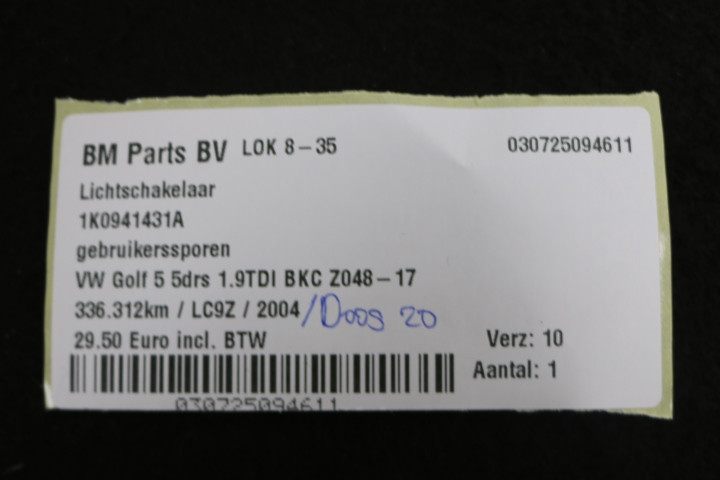 BM Parts BV LOK 8-35 030725094611
Lichtschakelaar
1K0941431A
gebruikerssporen
VW Golf 5 5drs 1.9TDI BKC Z048-17
336.312km / LC9Z / 2004 /Doos 20
29.50 Euro incl. BTW Verz: 10
Aantal: 1
030725094611